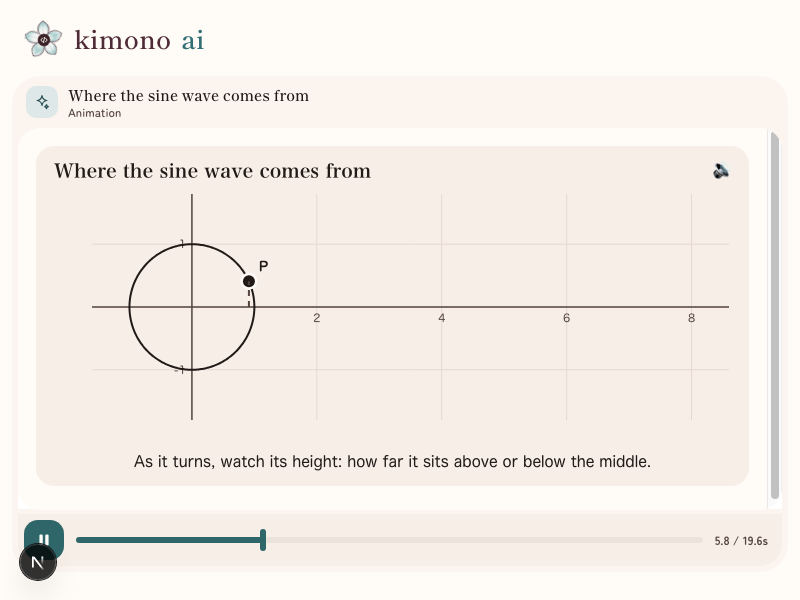 kimono ai
Where the sine wave comes from
Animation
Where the sine wave comes from
1
P
2 4 6 8
-1
As it turns, watch its height: how far it sits above or below the middle.
N
5.8 / 19.6s